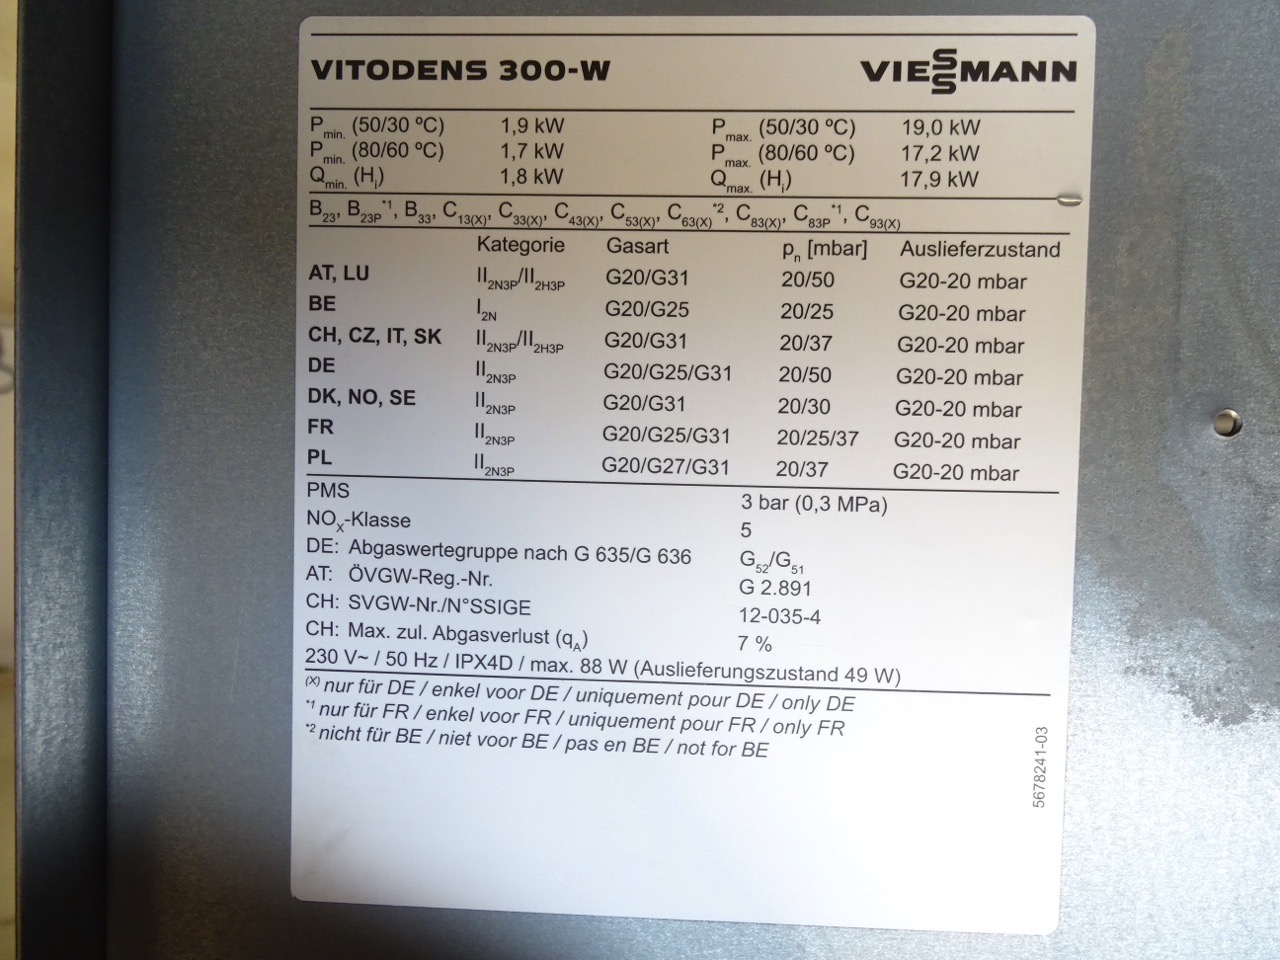 VITODENS 300-W VIESSMANN
Pmin. (50/30 ºC) 1,9 kW Pmax. (50/30 ºC) 19,0 kW
Pmin. (80/60 ºC) 1,7 kW Pmax. (80/60 ºC) 17,2 kW
Qmin. (Hi) 1,8 kW Qmax. (Hi) 17,9 kW
B23, B23P*1, B33, C13(X), C33(X), C43(X), C53(X), C63(X)*2, C83(X), C83P*1, C93(X)
Kategorie Gasart pn [mbar] Auslieferzustand
AT, LU II2N3P/II2H3P G20/G31 20/50 G20-20 mbar
BE I2N G20/G25 20/25 G20-20 mbar
CH, CZ, IT, SK II2N3P/II2H3P G20/G31 20/37 G20-20 mbar
DE II2N3P G20/G25/G31 20/50 G20-20 mbar
DK, NO, SE II2N3P G20/G31 20/30 G20-20 mbar
FR II2N3P G20/G25/G31 20/25/37 G20-20 mbar
PL II2N3P G20/G27/G31 20/37 G20-20 mbar
PMS 3 bar (0,3 MPa)
NOX-Klasse 5
DE: Abgaswertegruppe nach G 635/G 636 G52/G51
AT: ÖVGW-Reg.-Nr. G 2.891
CH: SVGW-Nr./N°SSIGE 12-035-4
CH: Max. zul. Abgasverlust (qA) 7 %
230 V~ / 50 Hz / IPX4D / max. 88 W (Auslieferungszustand 49 W)
(X) nur für DE / enkel voor DE / uniquement pour DE / only DE
*1 nur für FR / enkel voor FR / uniquement pour FR / only FR
*2 nicht für BE / niet voor BE / pas en BE / not for BE
5678241-03